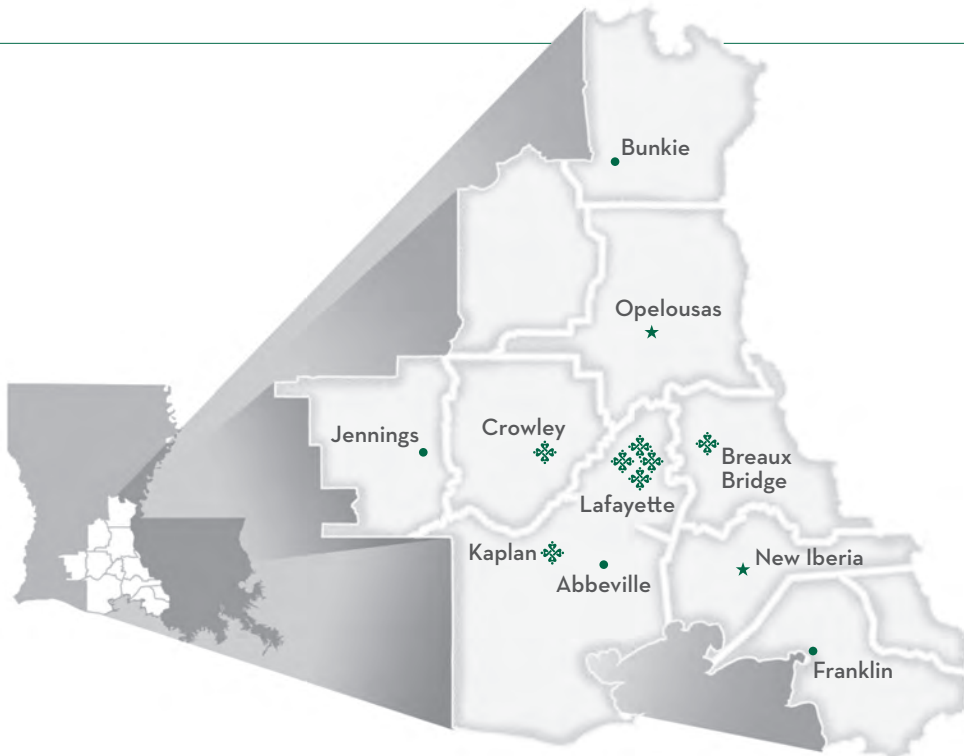 Bunkie
Opelousas
Jennings
Crowley
Breaux
Bridge
Lafayette
Kaplan
Abbeville
New Iberia
Franklin